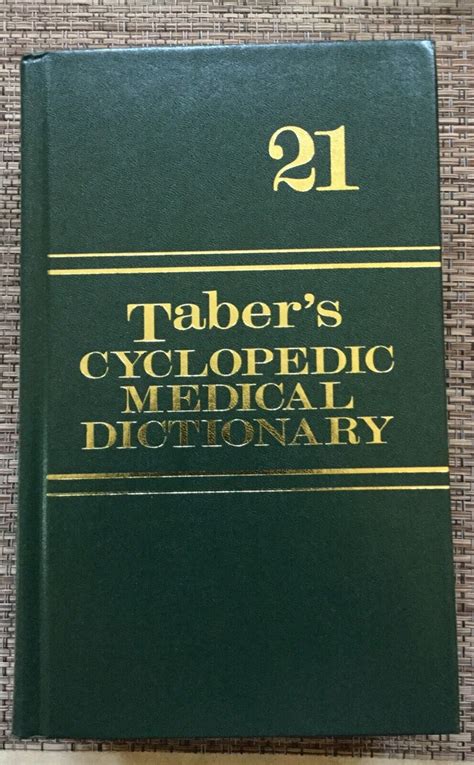 21
Taber's
CYCLOPEDIC
MEDICAL
DICTIONARY